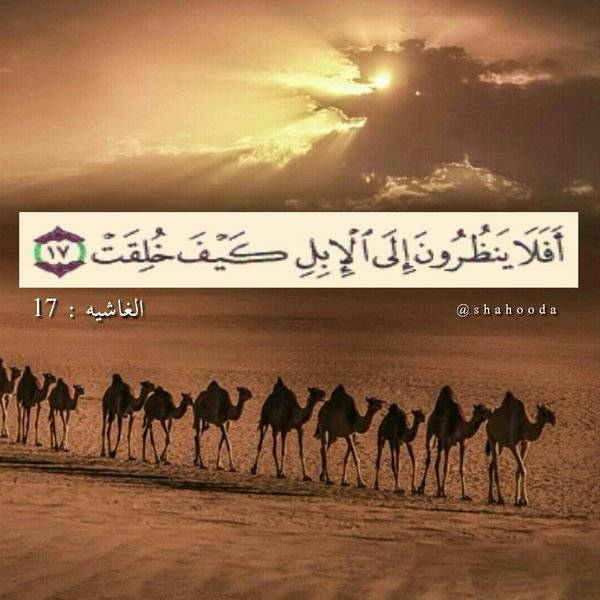 أَفَلَا يَنظُرُونَ إِلَى ٱلْإِبِلِ كَيْفَ خُلِقَتْ ١٧
الغاشيه : 17
@shahooda